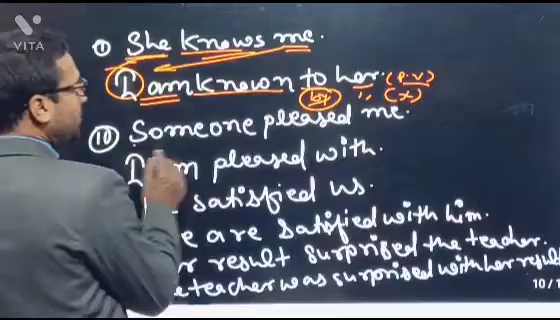 VITA
① She knows me.
I am known to her. (P.V)
by " (x)
⑩ Someone pleased me.
I m pleased with.
satisfied us.
e are satisfied with him.
r result surprised the teacher.
e teacher was surprised with her resul
10/1